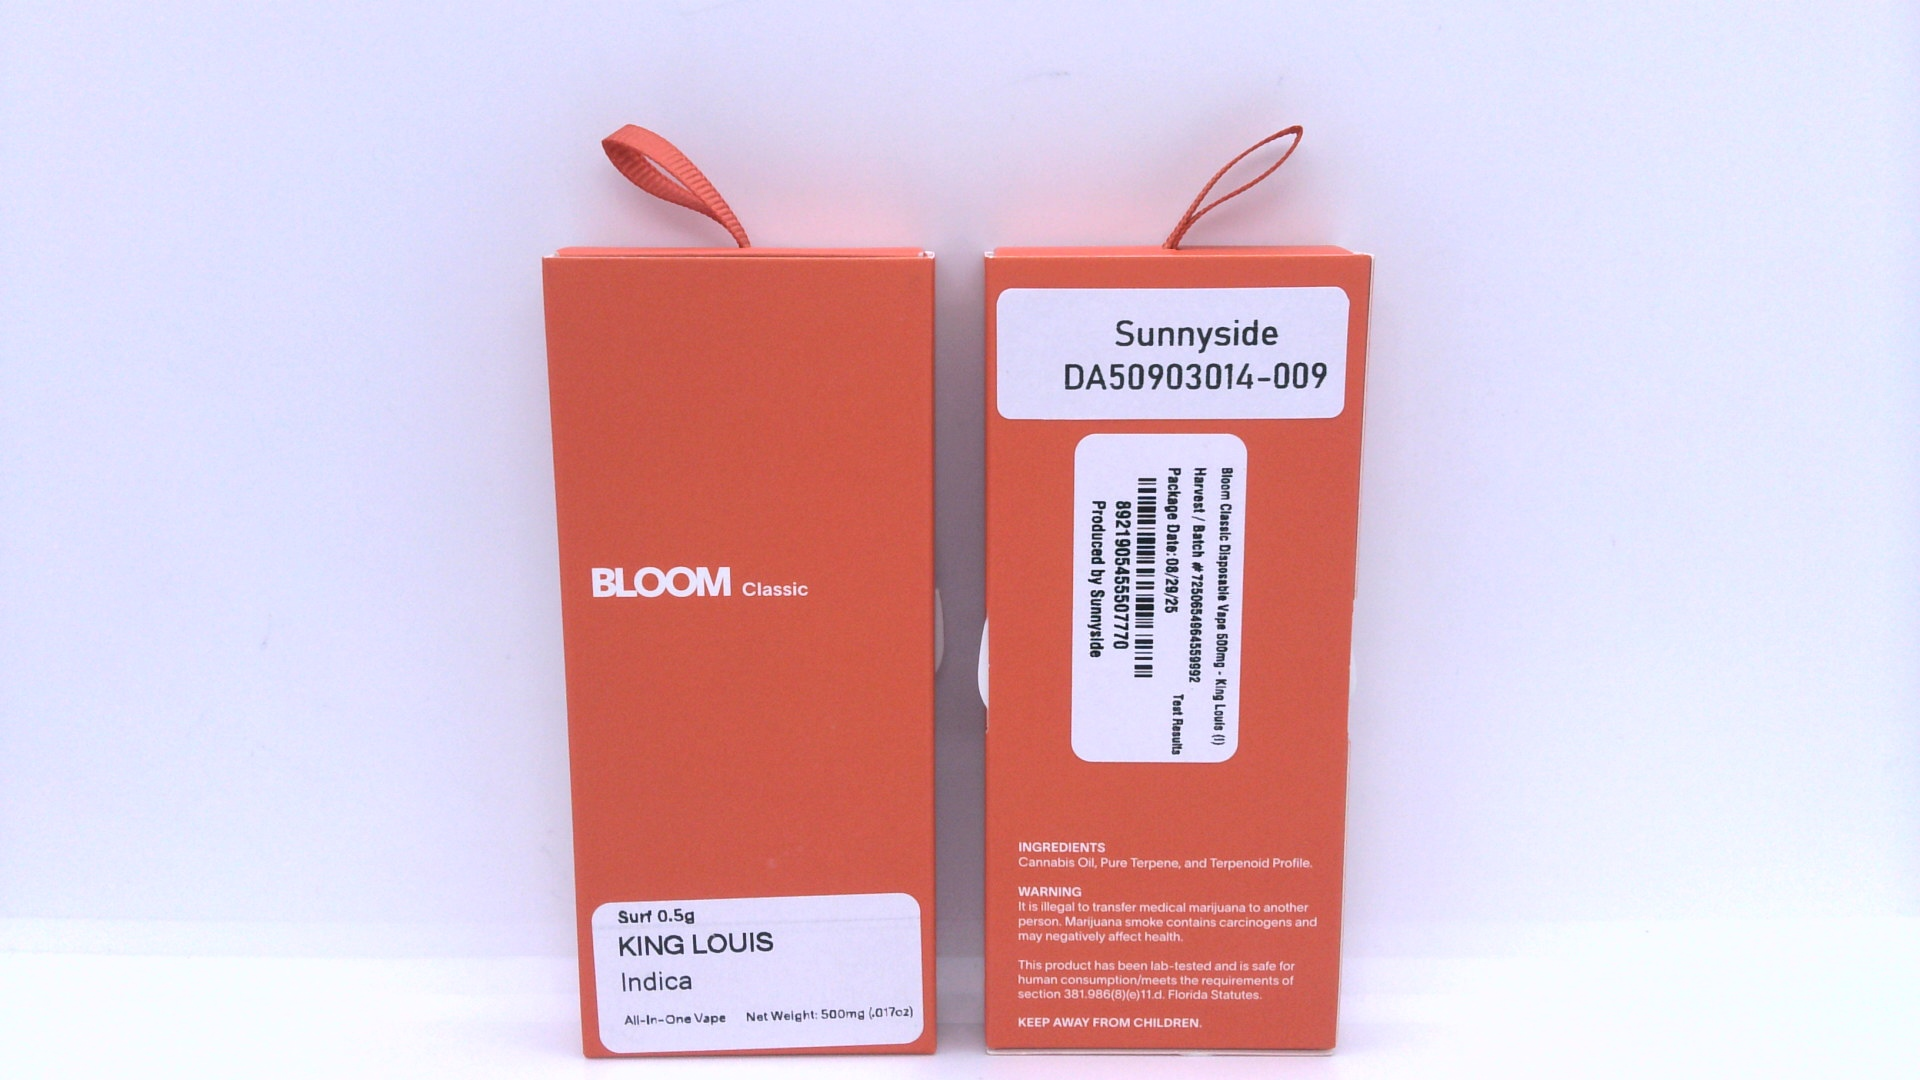 BLOOM Classic
Surf 0.5g
KING LOUIS
Indica
All-In-One Vape Net Weight: 500mg (.017oz)
Sunnyside
DA50903014-009
Bloom Classic Disposable Vape 500mg - King Louis (I)
Harvest / Batch # 7250654964559992
Package Date: 08/29/25
Test Results
8921905455507770
Produced by Sunnyside
INGREDIENTS
Cannabis Oil, Pure Terpene, and Terpenoid Profile.
WARNING
It is illegal to transfer medical marijuana to another
person. Marijuana smoke contains carcinogens and
may negatively affect health.
This product has been lab-tested and is safe for
human consumption/meets the requirements of
section 381.986(8)(e)11.d. Florida Statutes.
KEEP AWAY FROM CHILDREN.